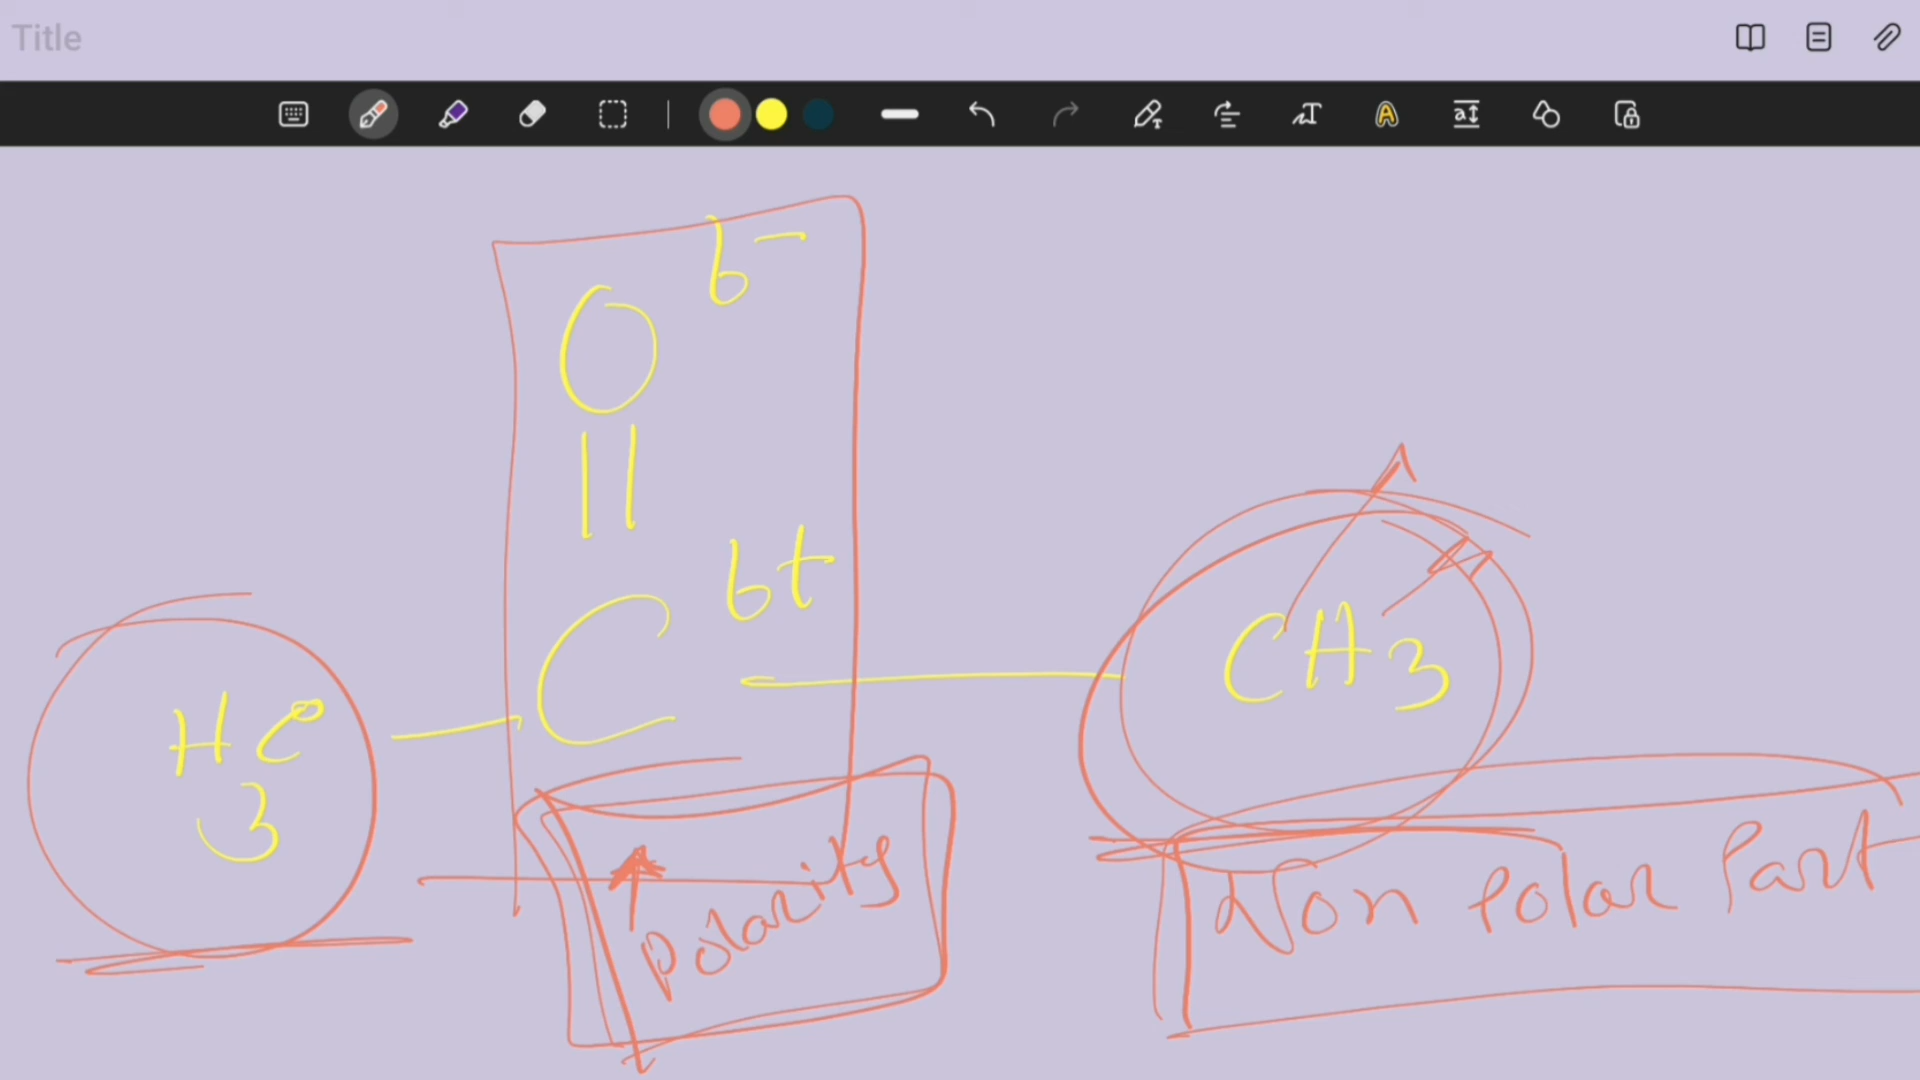 Title
δ-
O
||
δ+
C
H3C — — CH3
polarity
Non Polar Part